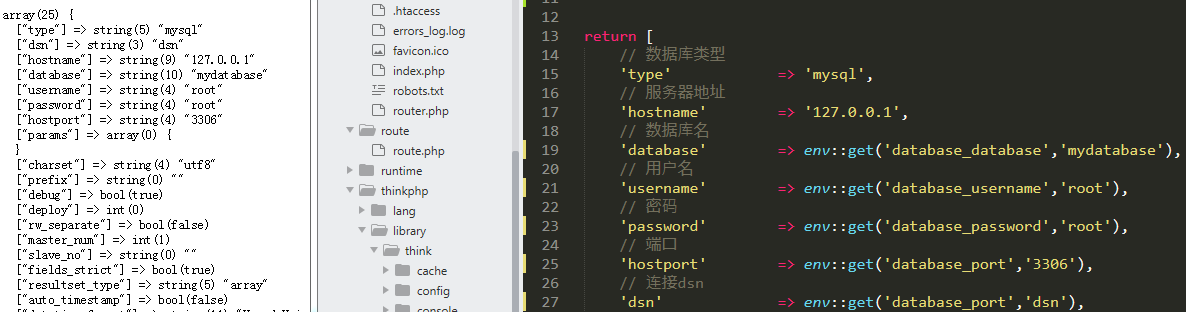 array(25) {
["type"] => string(5) "mysql"
["dsn"] => string(3) "dsn"
["hostname"] => string(9) "127.0.0.1"
["database"] => string(10) "mydatabase"
["username"] => string(4) "root"
["password"] => string(4) "root"
["hostport"] => string(4) "3306"
["params"] => array(0) {
}
["charset"] => string(4) "utf8"
["prefix"] => string(0) ""
["debug"] => bool(true)
["deploy"] => int(0)
["rw_separate"] => bool(false)
["master_num"] => int(1)
["slave_no"] => string(0) ""
["fields_strict"] => bool(true)
["resultset_type"] => string(5) "array"
["auto_timestamp"] => bool(false)
.htaccess
errors_log.log
favicon.ico
index.php
robots.txt
router.php
route
route.php
runtime
thinkphp
lang
library
think
cache
config
console
12
13 return [
14 // 数据库类型
15 'type' => 'mysql',
16 // 服务器地址
17 'hostname' => '127.0.0.1',
18 // 数据库名
19 'database' => env::get('database_database','mydatabase'),
20 // 用户名
21 'username' => env::get('database_username','root'),
22 // 密码
23 'password' => env::get('database_password','root'),
24 // 端口
25 'hostport' => env::get('database_port','3306'),
26 // 连接dsn
27 'dsn' => env::get('database_port','dsn'),